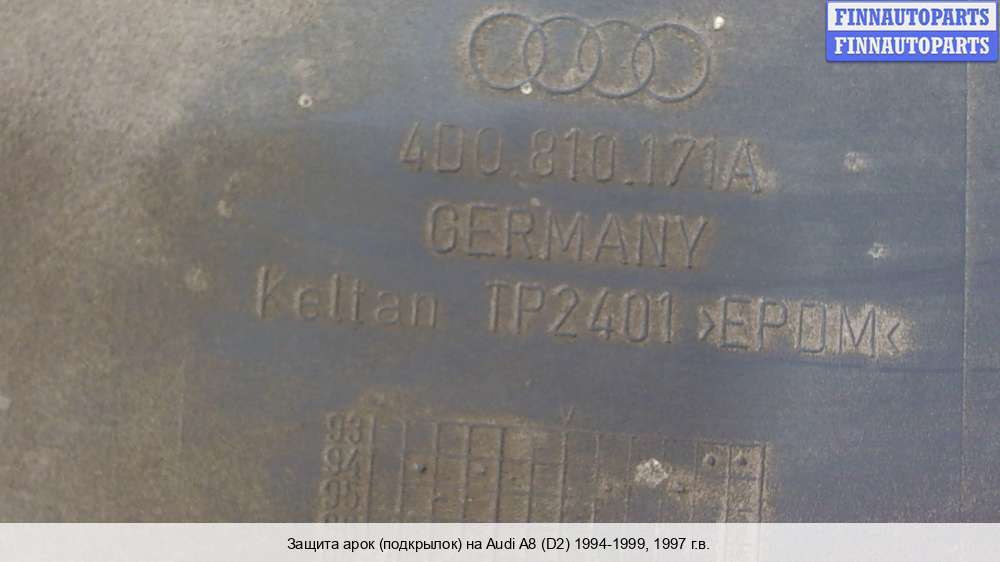 FINNAUTOPARTS
FINNAUTOPARTS
4D0.810.171A
GERMANY
Keltan TP2401 >EPDM<
93
94
95
Защита арок (подкрылок) на Audi A8 (D2) 1994-1999, 1997 г.в.